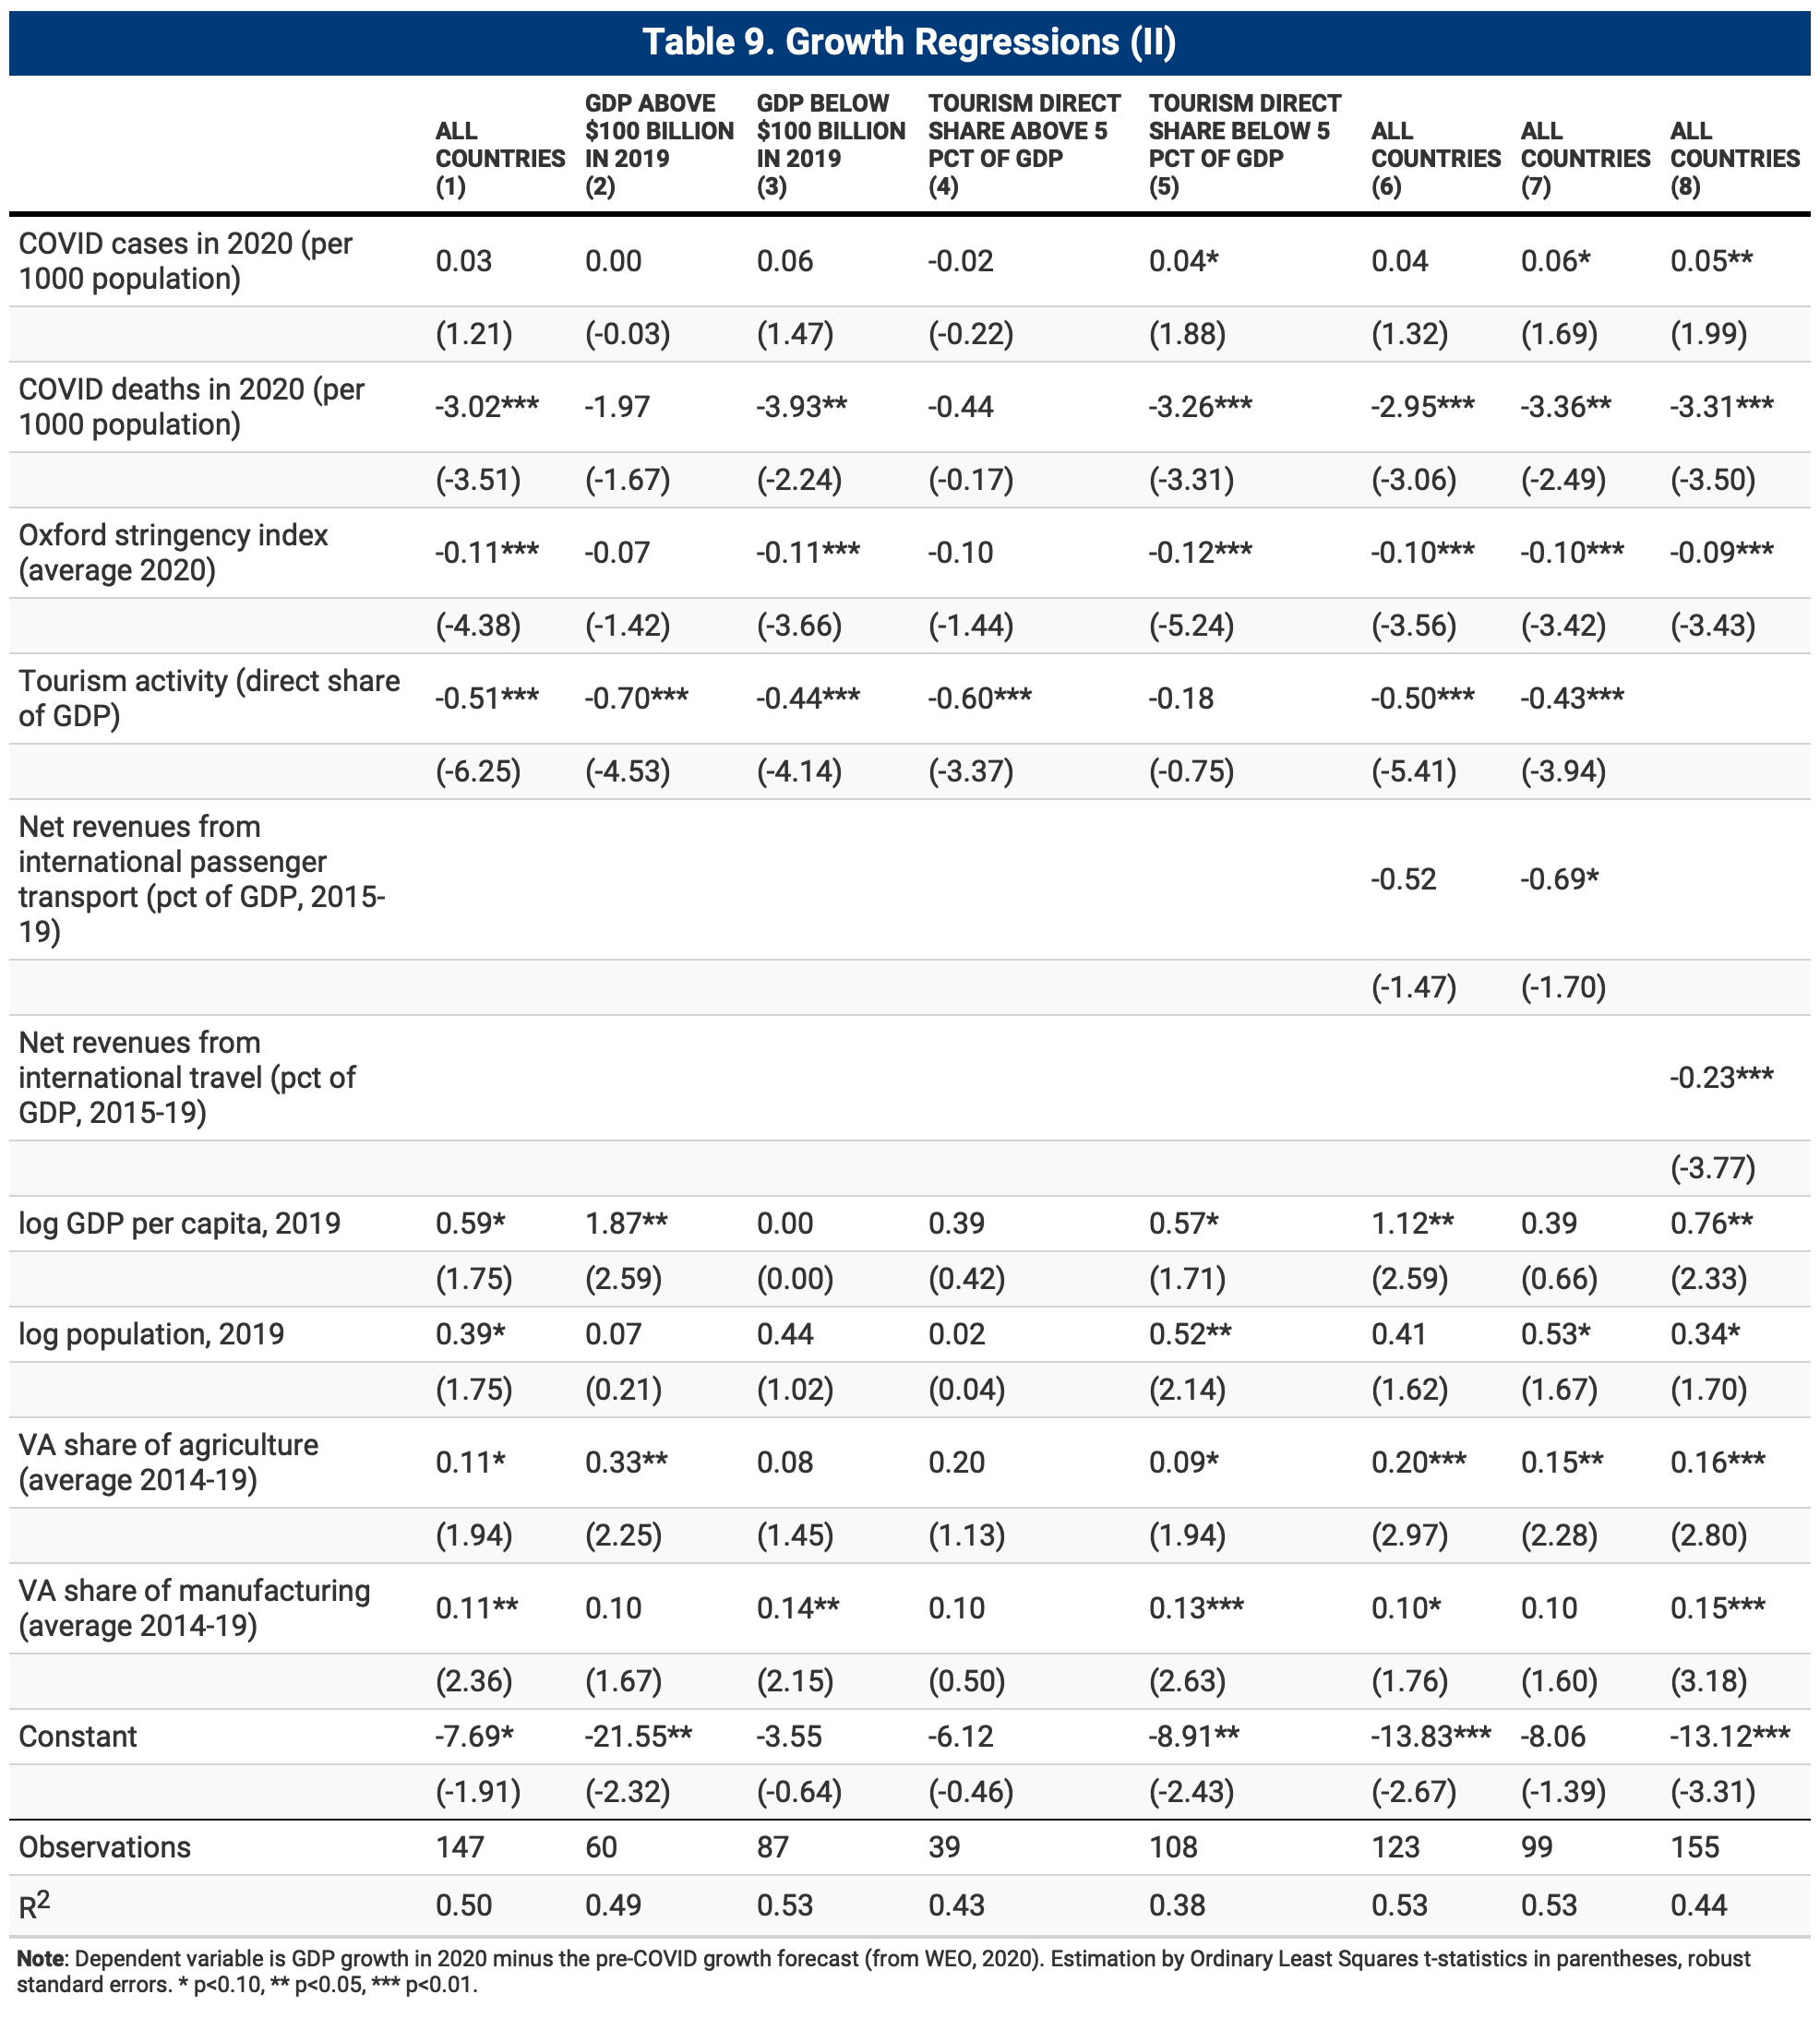 Table 9. Growth Regressions (II)
ALL COUNTRIES (1) GDP ABOVE $100 BILLION IN 2019 (2) GDP BELOW $100 BILLION IN 2019 (3) TOURISM DIRECT SHARE ABOVE 5 PCT OF GDP (4) TOURISM DIRECT SHARE BELOW 5 PCT OF GDP (5) ALL COUNTRIES (6) ALL COUNTRIES (7) ALL COUNTRIES (8)
COVID cases in 2020 (per 1000 population) 0.03 0.00 0.06 -0.02 0.04* 0.04 0.06* 0.05**
(1.21) (-0.03) (1.47) (-0.22) (1.88) (1.32) (1.69) (1.99)
COVID deaths in 2020 (per 1000 population) -3.02*** -1.97 -3.93** -0.44 -3.26*** -2.95*** -3.36** -3.31***
(-3.51) (-1.67) (-2.24) (-0.17) (-3.31) (-3.06) (-2.49) (-3.50)
Oxford stringency index (average 2020) -0.11*** -0.07 -0.11*** -0.10 -0.12*** -0.10*** -0.10*** -0.09***
(-4.38) (-1.42) (-3.66) (-1.44) (-5.24) (-3.56) (-3.42) (-3.43)
Tourism activity (direct share of GDP) -0.51*** -0.70*** -0.44*** -0.60*** -0.18 -0.50*** -0.43***
(-6.25) (-4.53) (-4.14) (-3.37) (-0.75) (-5.41) (-3.94)
Net revenues from international passenger transport (pct of GDP, 2015-19) -0.52 -0.69*
(-1.47) (-1.70)
Net revenues from international travel (pct of GDP, 2015-19) -0.23***
(-3.77)
log GDP per capita, 2019 0.59* 1.87** 0.00 0.39 0.57* 1.12** 0.39 0.76**
(1.75) (2.59) (0.00) (0.42) (1.71) (2.59) (0.66) (2.33)
log population, 2019 0.39* 0.07 0.44 0.02 0.52** 0.41 0.53* 0.34*
(1.75) (0.21) (1.02) (0.04) (2.14) (1.62) (1.67) (1.70)
VA share of agriculture (average 2014-19) 0.11* 0.33** 0.08 0.20 0.09* 0.20*** 0.15** 0.16***
(1.94) (2.25) (1.45) (1.13) (1.94) (2.97) (2.28) (2.80)
VA share of manufacturing (average 2014-19) 0.11** 0.10 0.14** 0.10 0.13*** 0.10* 0.10 0.15***
(2.36) (1.67) (2.15) (0.50) (2.63) (1.76) (1.60) (3.18)
Constant -7.69* -21.55** -3.55 -6.12 -8.91** -13.83*** -8.06 -13.12***
(-1.91) (-2.32) (-0.64) (-0.46) (-2.43) (-2.67) (-1.39) (-3.31)
Observations 147 60 87 39 108 123 99 155
R² 0.50 0.49 0.53 0.43 0.38 0.53 0.53 0.44
Note: Dependent variable is GDP growth in 2020 minus the pre-COVID growth forecast (from WEO, 2020). Estimation by Ordinary Least Squares t-statistics in parentheses, robust
standard errors. * p<0.10, ** p<0.05, *** p<0.01.